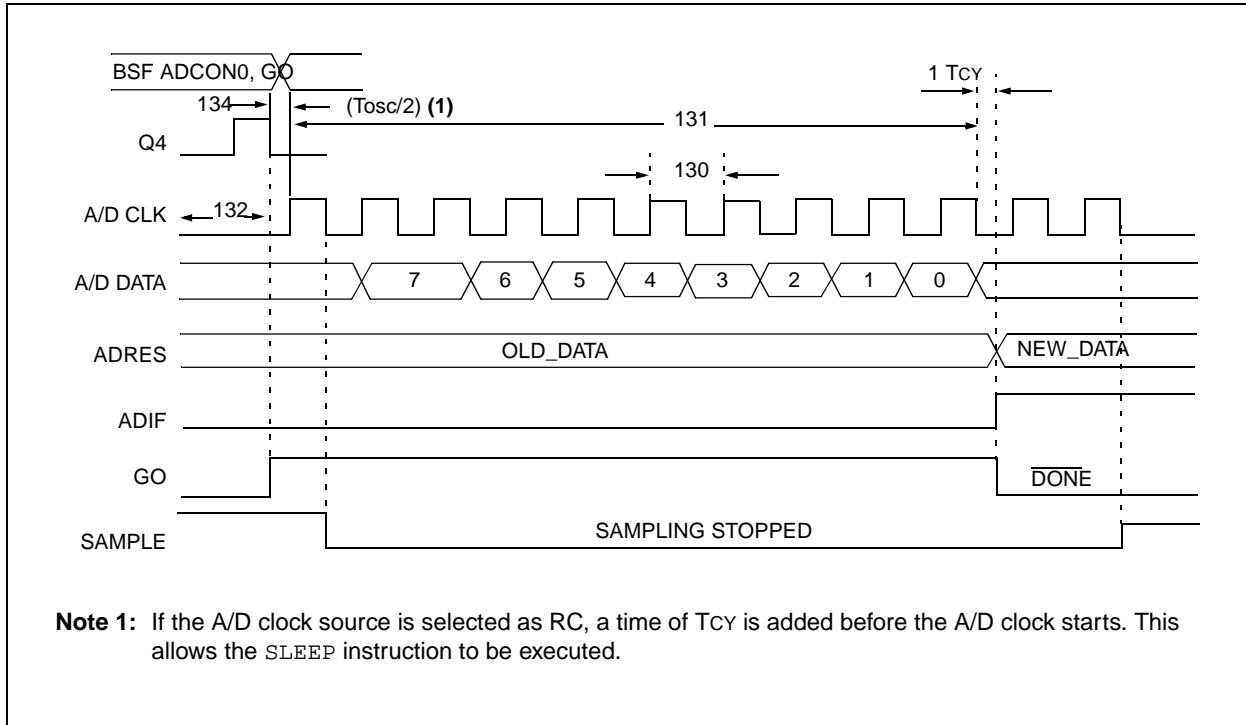 BSF ADCON0, GO
1 TCY
134
(Tosc/2) (1)
131
Q4
130
A/D CLK
132
A/D DATA
7 6 5 4 3 2 1 0
ADRES
OLD_DATA
NEW_DATA
ADIF
GO
DONE
SAMPLE
SAMPLING STOPPED
Note 1: If the A/D clock source is selected as RC, a time of TCY is added before the A/D clock starts. This
allows the SLEEP instruction to be executed.